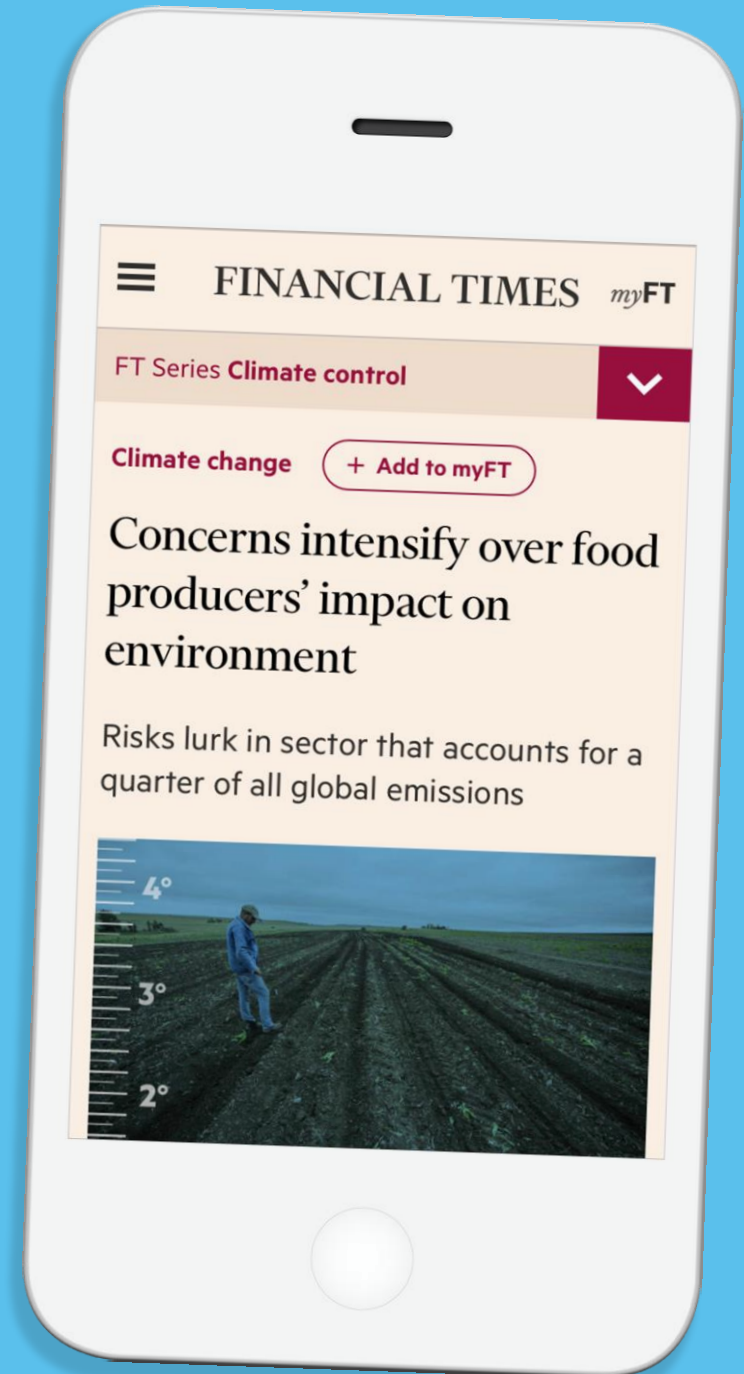 FINANCIAL TIMES myFT
FT Series Climate control
Climate change + Add to myFT
Concerns intensify over food
producers’ impact on
environment
Risks lurk in sector that accounts for a
quarter of all global emissions
4°
3°
2°